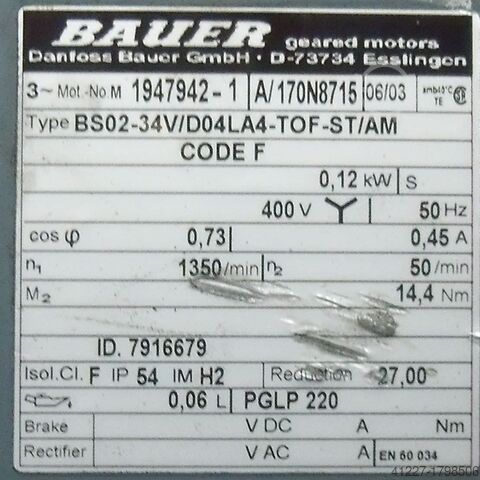 BAUER geared motors
Danfoss Bauer GmbH · D-73734 Esslingen
3~ Mot.-No M 1947942-1 A/170N8715 06/03 amb40°C TE
Type BS02-34V/D04LA4-TOF-ST/AM
CODE F
0,12 kW S
400 V Y 50 Hz
cos φ 0,73 0,45 A
n1 1350/min n2 50/min
M2 14,4 Nm
ID. 7916679
Isol.Cl. F IP 54 IM H2 Reduction 27,00
0,06 L PGLP 220
Brake V DC A Nm
Rectifier V AC A EN 60 034
41227-1798506